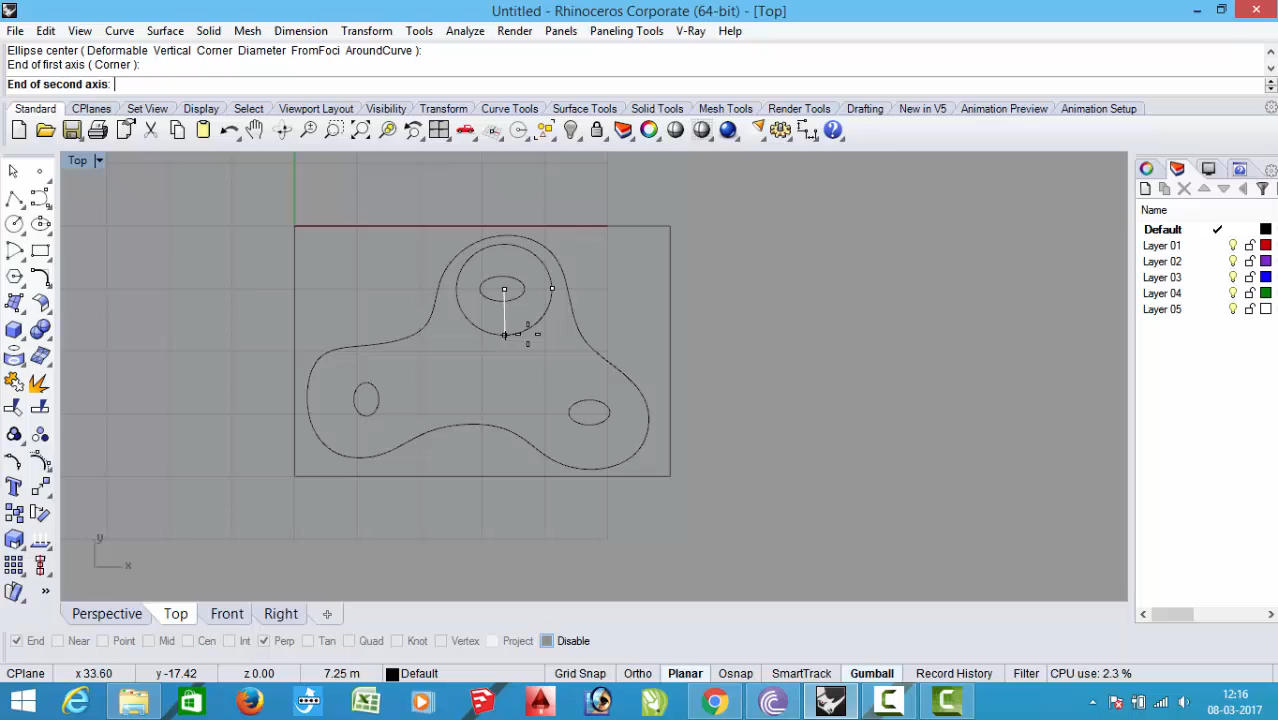 Untitled - Rhinoceros Corporate (64-bit) - [Top]
File Edit View Curve Surface Solid Mesh Dimension Transform Tools Analyze Render Panels Paneling Tools V-Ray Help
Ellipse center ( Deformable Vertical Corner Diameter FromFoci AroundCurve ):
End of first axis ( Corner ):
End of second axis:
Standard CPlanes Set View Display Select Viewport Layout Visibility Transform Curve Tools Surface Tools Solid Tools Mesh Tools Render Tools Drafting New in V5 Animation Preview Animation Setup
Top
Name
Default
Layer 01
Layer 02
Layer 03
Layer 04
Layer 05
y
x
Perspective Top Front Right
End Near Point Mid Cen Int Perp Tan Quad Knot Vertex Project Disable
CPlane x 33.60 y -17.42 z 0.00 7.25 m Default Grid Snap Ortho Planar Osnap SmartTrack Gumball Record History Filter CPU use: 2.3 %
12:16
08-03-2017